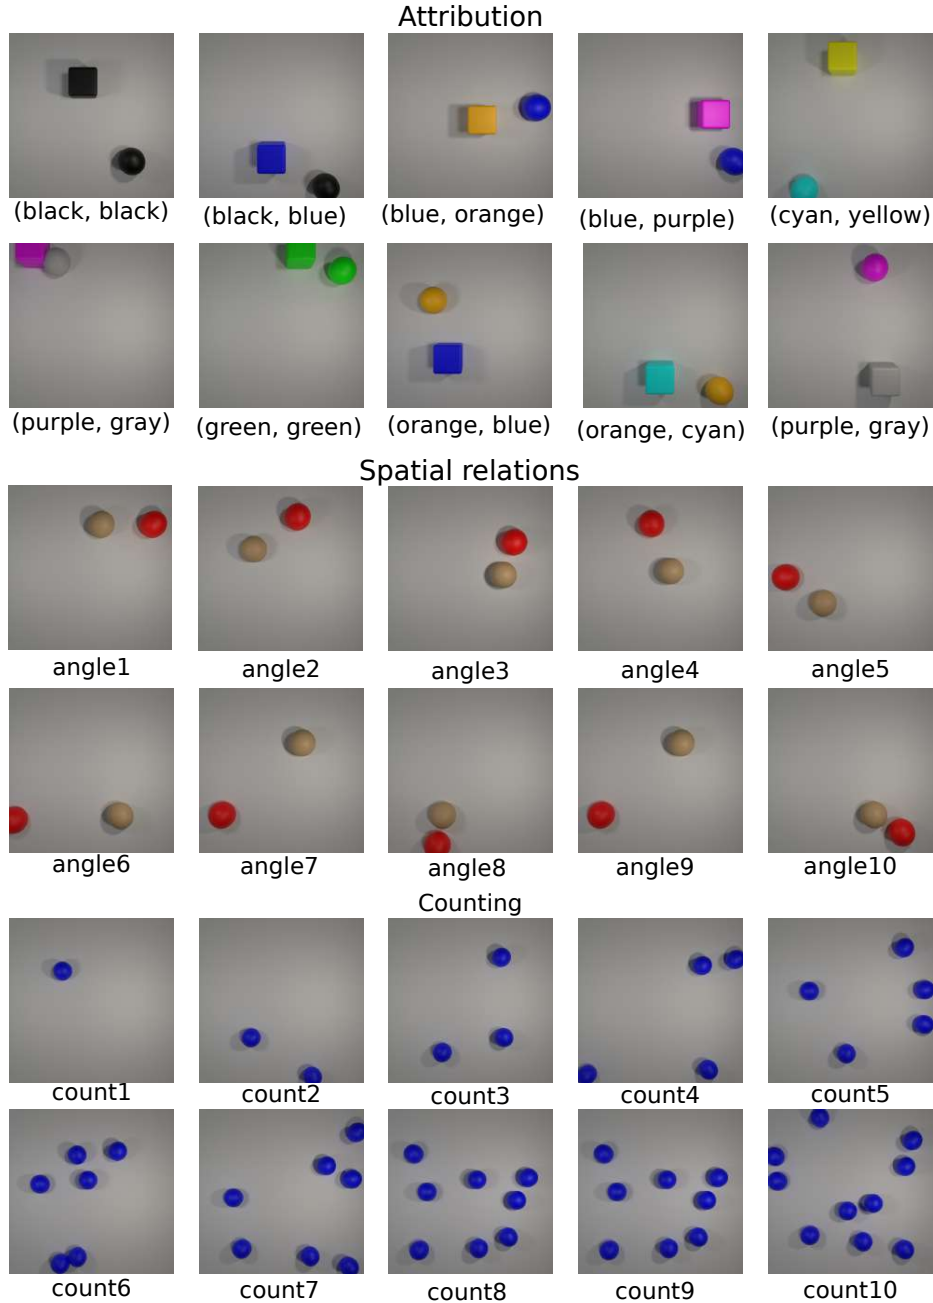 Attribution
(black, black) (black, blue) (blue, orange) (blue, purple) (cyan, yellow)
(purple, gray) (green, green) (orange, blue) (orange, cyan) (purple, gray)
Spatial relations
angle1 angle2 angle3 angle4 angle5
angle6 angle7 angle8 angle9 angle10
Counting
count1 count2 count3 count4 count5
count6 count7 count8 count9 count10